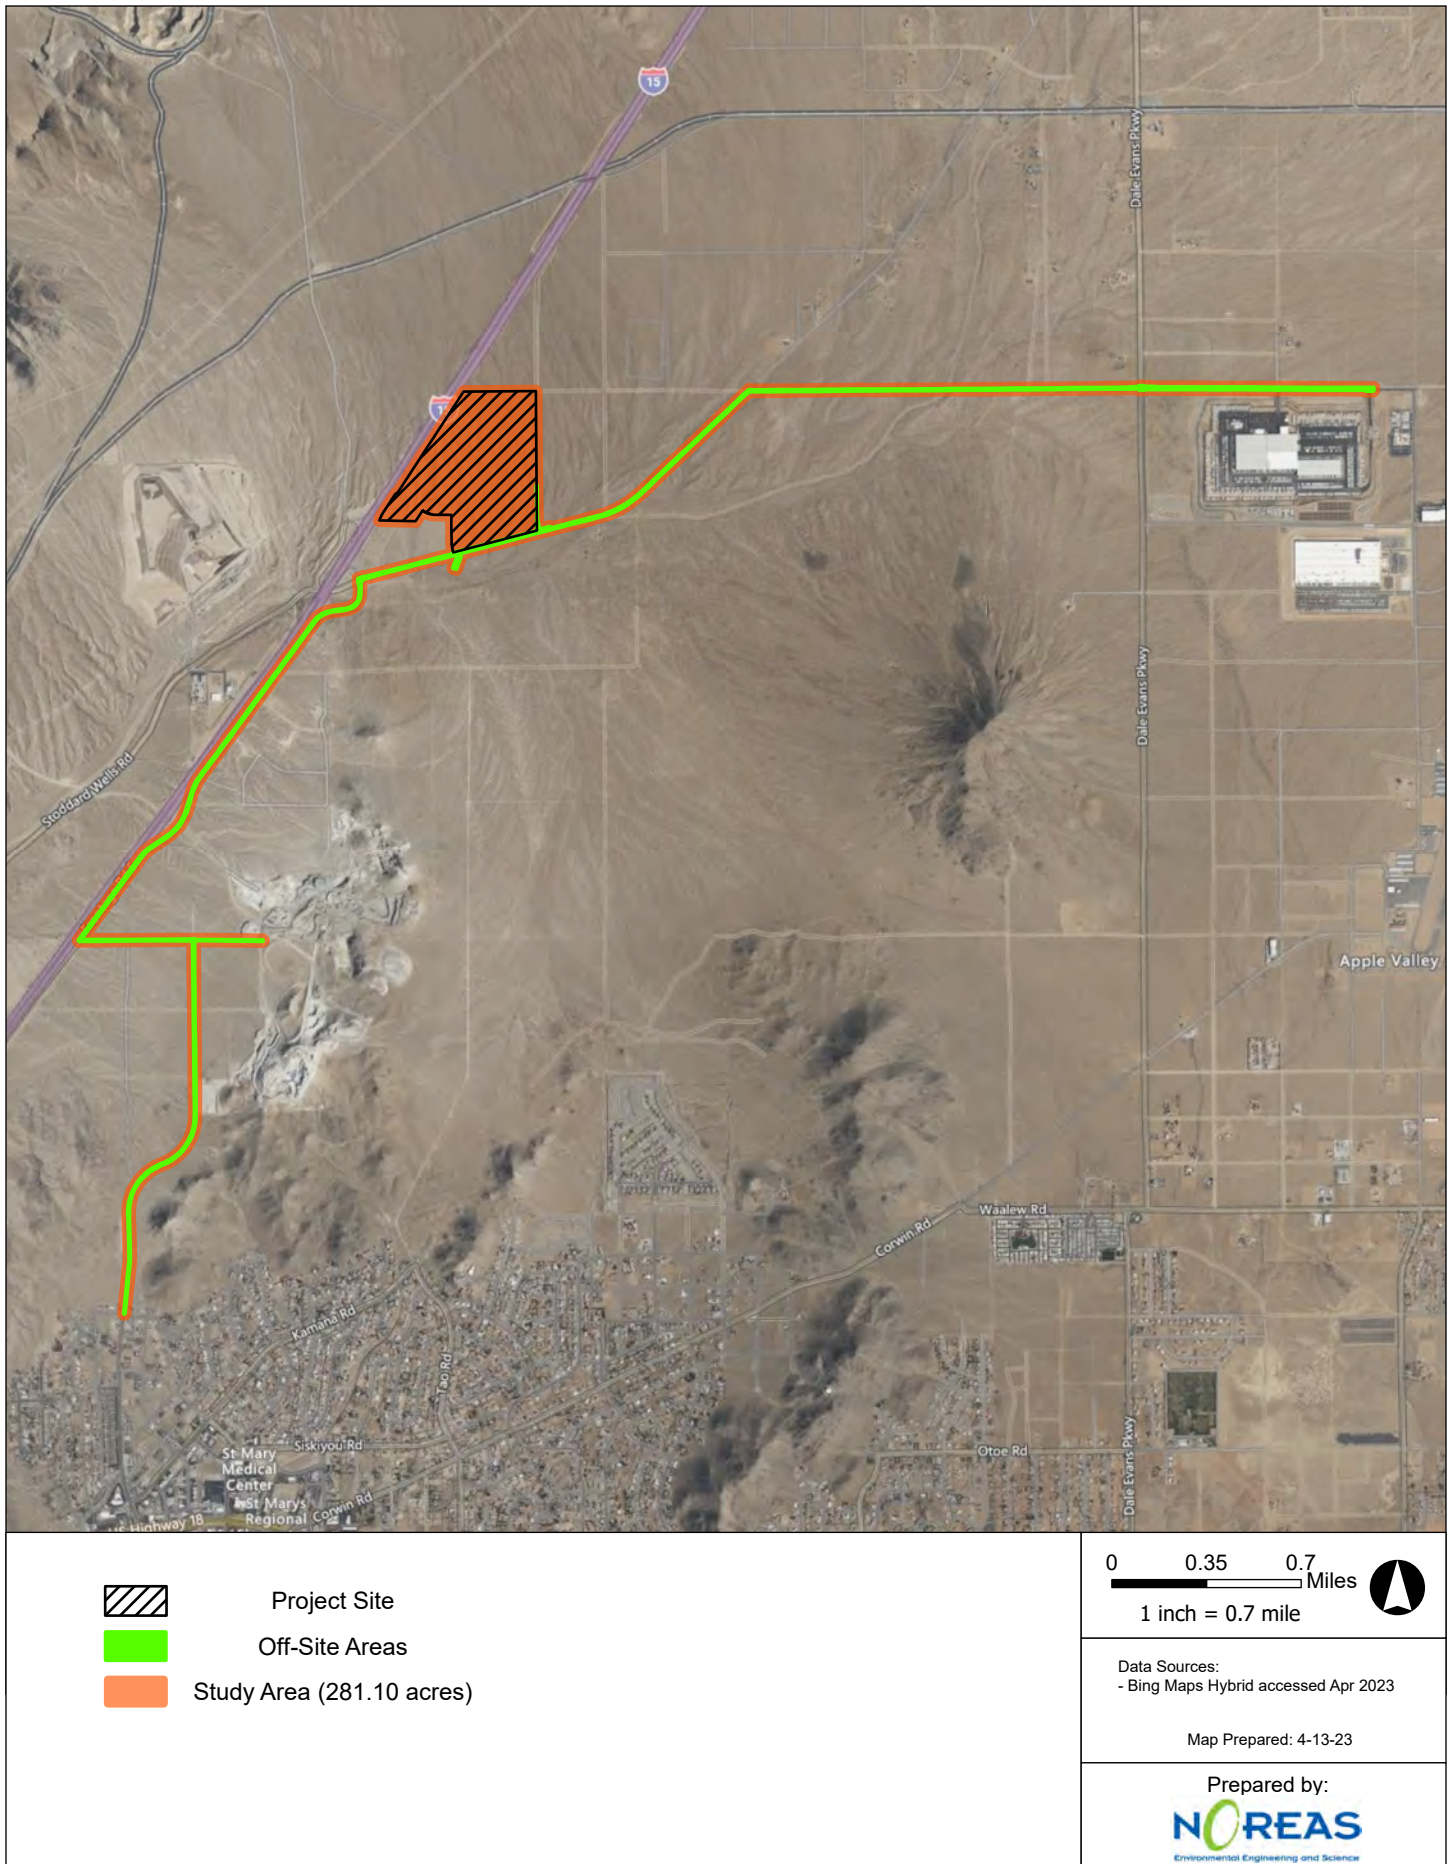 15
Dale Evans Pkwy
Dale Evans Pkwy
Stoddard Wells Rd
Apple Valley
Waalew Rd
Corwin Rd
Kamana Rd
Tao Rd
Siskiyou Rd
Otoe Rd
Dale Evans Pkwy
St Mary
Medical
Center
St Marys
Regional
Corwin Rd
US Highway 18
Project Site
Off-Site Areas
Study Area (281.10 acres)
0 0.35 0.7
Miles
1 inch = 0.7 mile
Data Sources:
- Bing Maps Hybrid accessed Apr 2023
Map Prepared: 4-13-23
Prepared by:
NOREAS
Environmental Engineering and Science